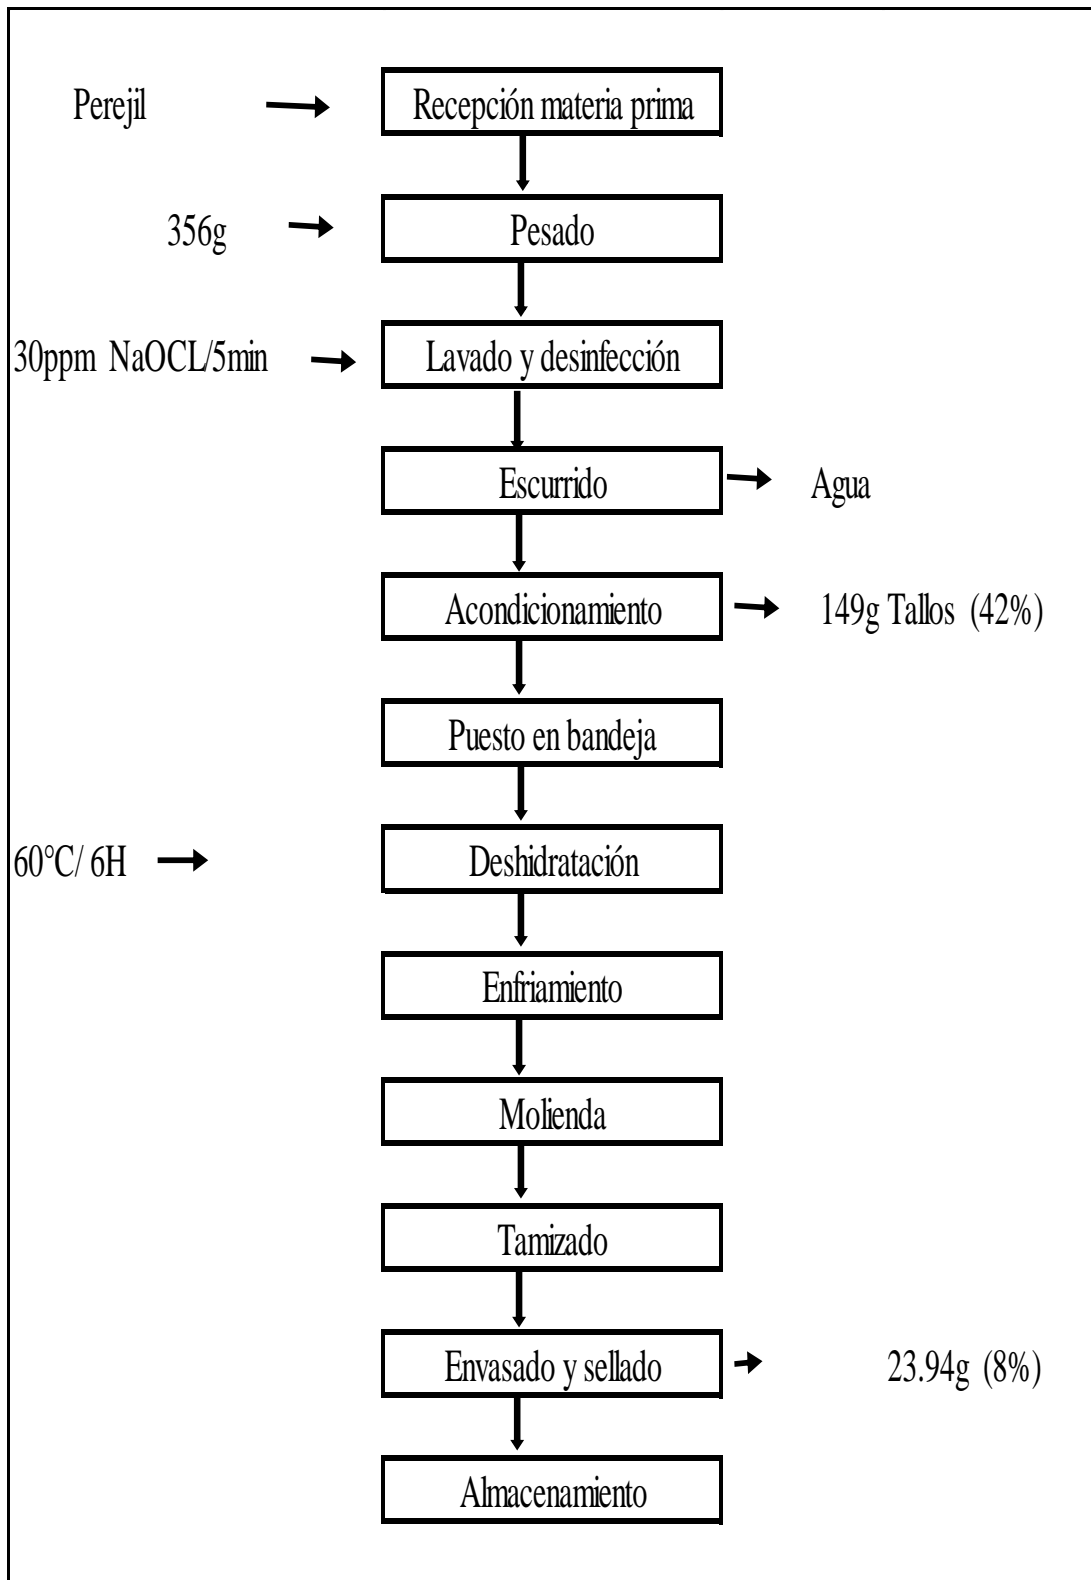 Perejil
Recepción materia prima
356g
Pesado
30ppm NaOCL/5min
Lavado y desinfección
Escurrido
Agua
Acondicionamiento
149g Tallos (42%)
Puesto en bandeja
60°C/ 6H
Deshidratación
Enfriamiento
Molienda
Tamizado
Envasado y sellado
23.94g (8%)
Almacenamiento